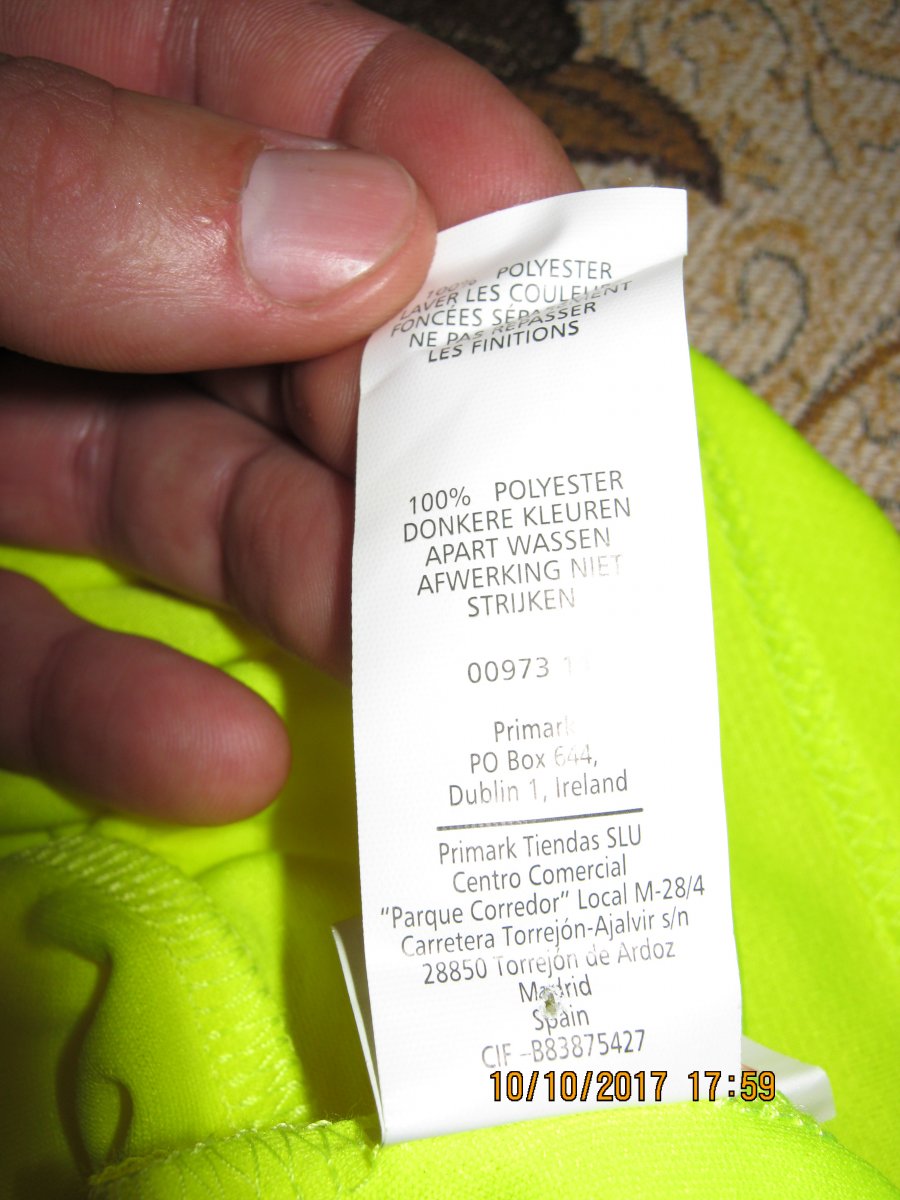 100% POLYESTER
LAVER LES COULEURS
FONCÉES SÉPARÉMENT
NE PAS REPASSER
LES FINITIONS
100% POLYESTER
DONKERE KLEUREN
APART WASSEN
AFWERKING NIET
STRIJKEN
00973
Primark
PO Box 644,
Dublin 1, Ireland
Primark Tiendas SLU
Centro Comercial
"Parque Corredor" Local M-28/4
Carretera Torrejón-Ajalvir s/n
28850 Torrejón de Ardoz
Madrid
Spain
CIF -B83875427
10/10/2017 17:59